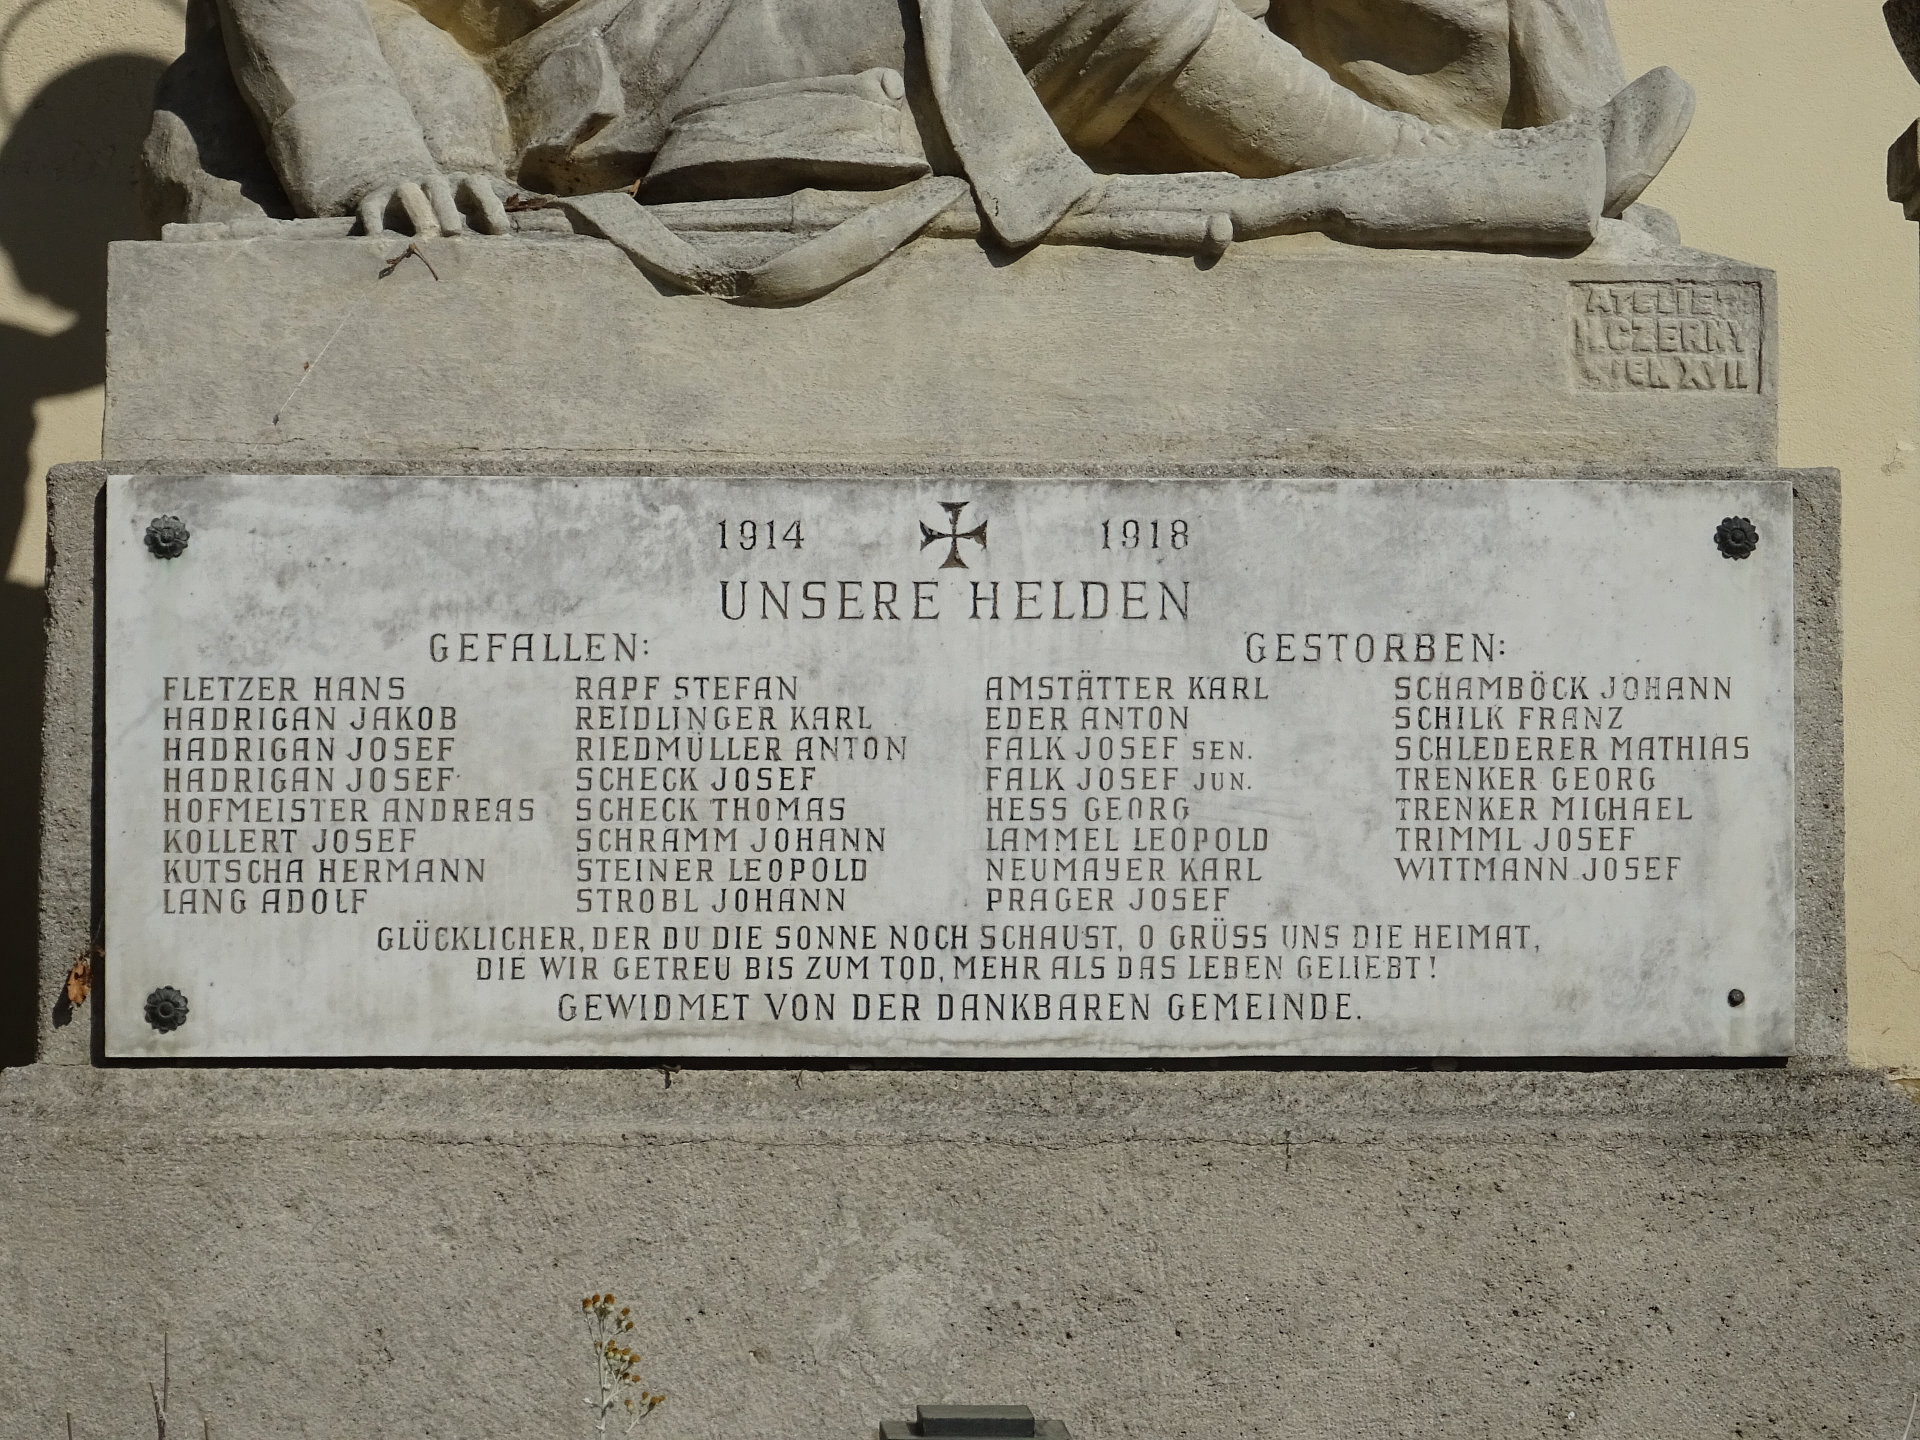 ATELIER
CZERNY
XVII
1914 1918
UNSERE HELDEN
GEFALLEN:
FLETZER HANS
HADRIGAN JAKOB
HADRIGAN JOSEF
HADRIGAN JOSEF
HOFMEISTER ANDREAS
KOLLERT JOSEF
KUTSCHA HERMANN
LANG ADOLF
RAPF STEFAN
REIDLINGER KARL
RIEDMÜLLER ANTON
SCHECK JOSEF
SCHECK THOMAS
SCHRAMM JOHANN
STEINER LEOPOLD
STROBL JOHANN
GESTORBEN:
AMSTÄTTER KARL
EDER ANTON
FALK JOSEF SEN.
FALK JOSEF JUN.
HESS GEORG
LAMMEL LEOPOLD
NEUMAYER KARL
PRAGER JOSEF
SCHAMBÖCK JOHANN
SCHILK FRANZ
SCHLEDERER MATHIAS
TRENKER GEORG
TRENKER MICHAEL
TRIMML JOSEF
WITTMANN JOSEF
GLÜCKLICHER, DER DU DIE SONNE NOCH SCHAUST, O GRÜSS UNS DIE HEIMAT,
DIE WIR GETREU BIS ZUM TOD, MEHR ALS DAS LEBEN GELIEBT!
GEWIDMET VON DER DANKBAREN GEMEINDE.